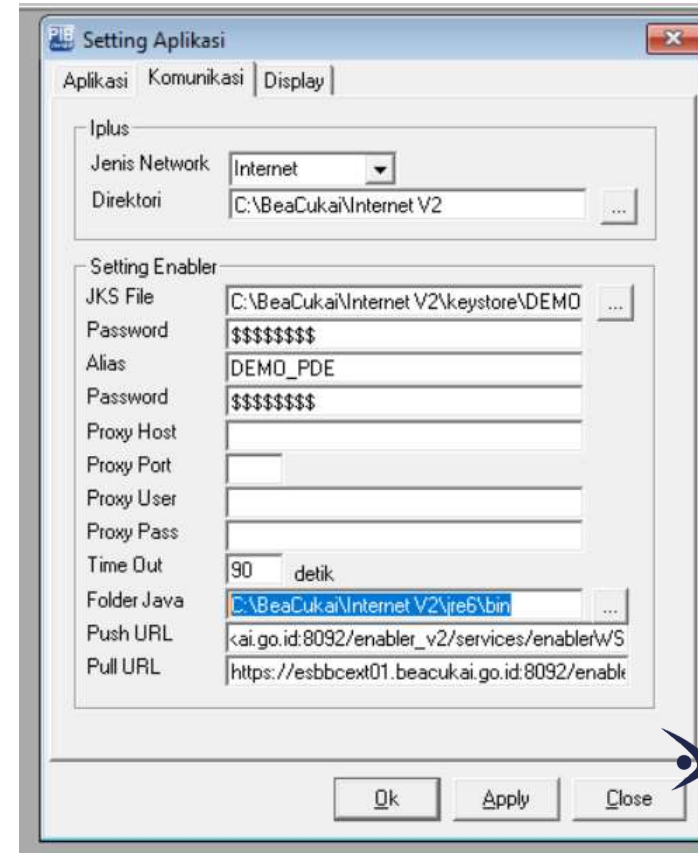 PIB
Setting Aplikasi
Aplikasi Komunikasi Display
Iplus
Jenis Network Internet
Direktori C:\BeaCukai\Internet V2 ...
Setting Enabler
JKS File C:\BeaCukai\Internet V2\keystore\DEMO ...
Password $$$$$$$$
Alias DEMO_PDE
Password $$$$$$$$
Proxy Host
Proxy Port
Proxy User
Proxy Pass
Time Out 90 detik
Folder Java C:\BeaCukai\Internet V2\jre6\bin ...
Push URL <ai.go.id:8092/enabler_v2/services/enablerWS
Pull URL https://esbbcext01.beacukai.go.id:8092/enable
Ok Apply Close